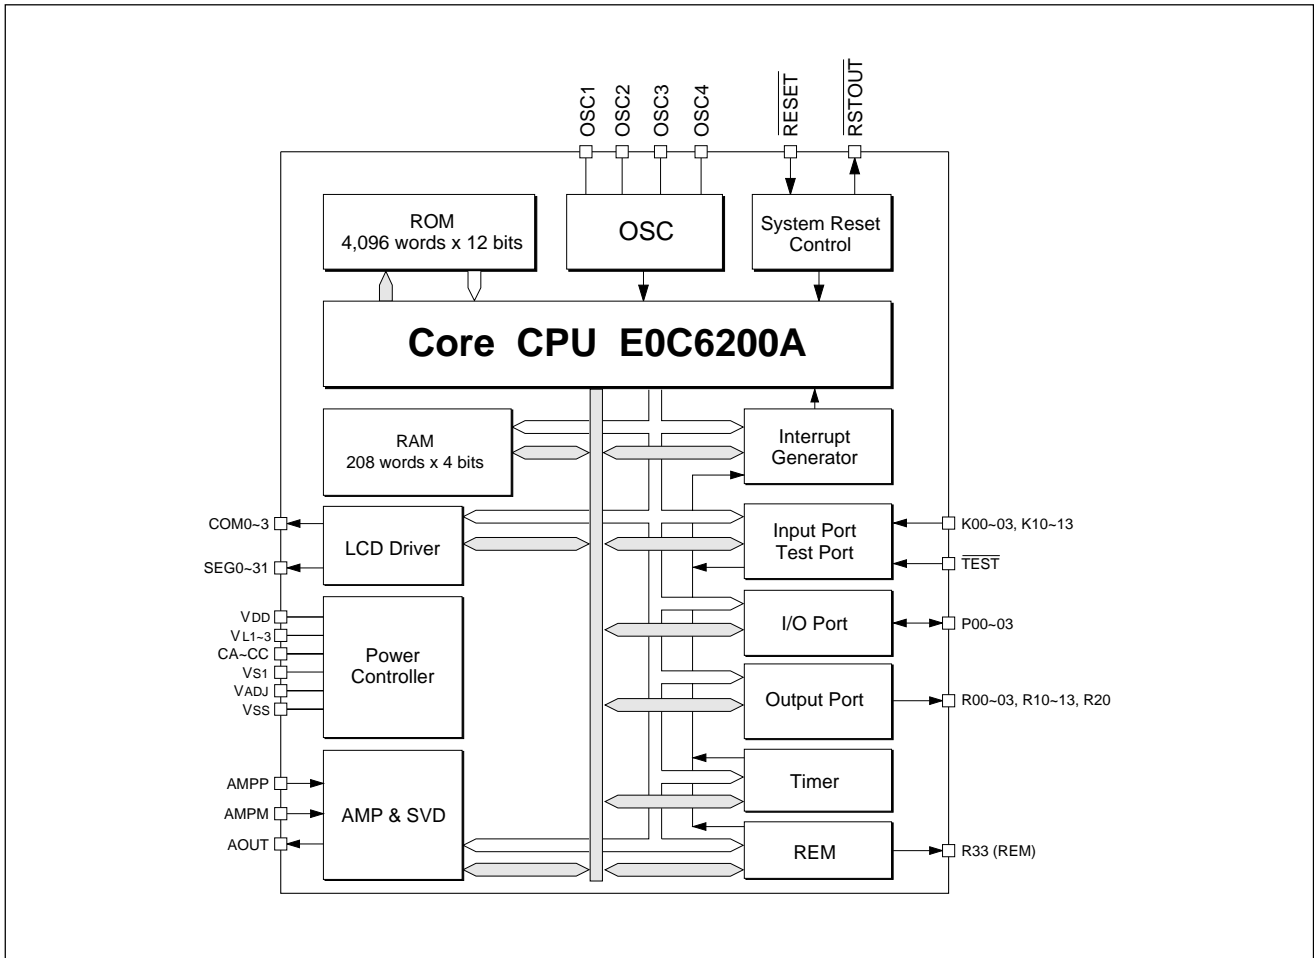 OSC1
OSC2
OSC3
OSC4
RESET
RSTOUT
ROM
4,096 words x 12 bits
OSC
System Reset
Control
Core CPU E0C6200A
RAM
208 words x 4 bits
Interrupt
Generator
COM0~3
SEG0~31
LCD Driver
Input Port
Test Port
K00~03, K10~13
TEST
VDD
VL1~3
CA~CC
VS1
VADJ
VSS
Power
Controller
I/O Port
P00~03
Output Port
R00~03, R10~13, R20
Timer
AMPP
AMPM
AOUT
AMP & SVD
REM
R33 (REM)